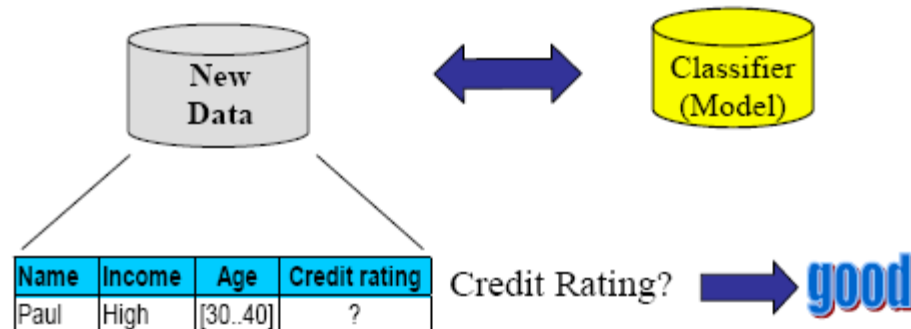 New
Data
Classifier
(Model)
Name Income Age Credit rating
Paul High [30..40] ?
Credit Rating?
good